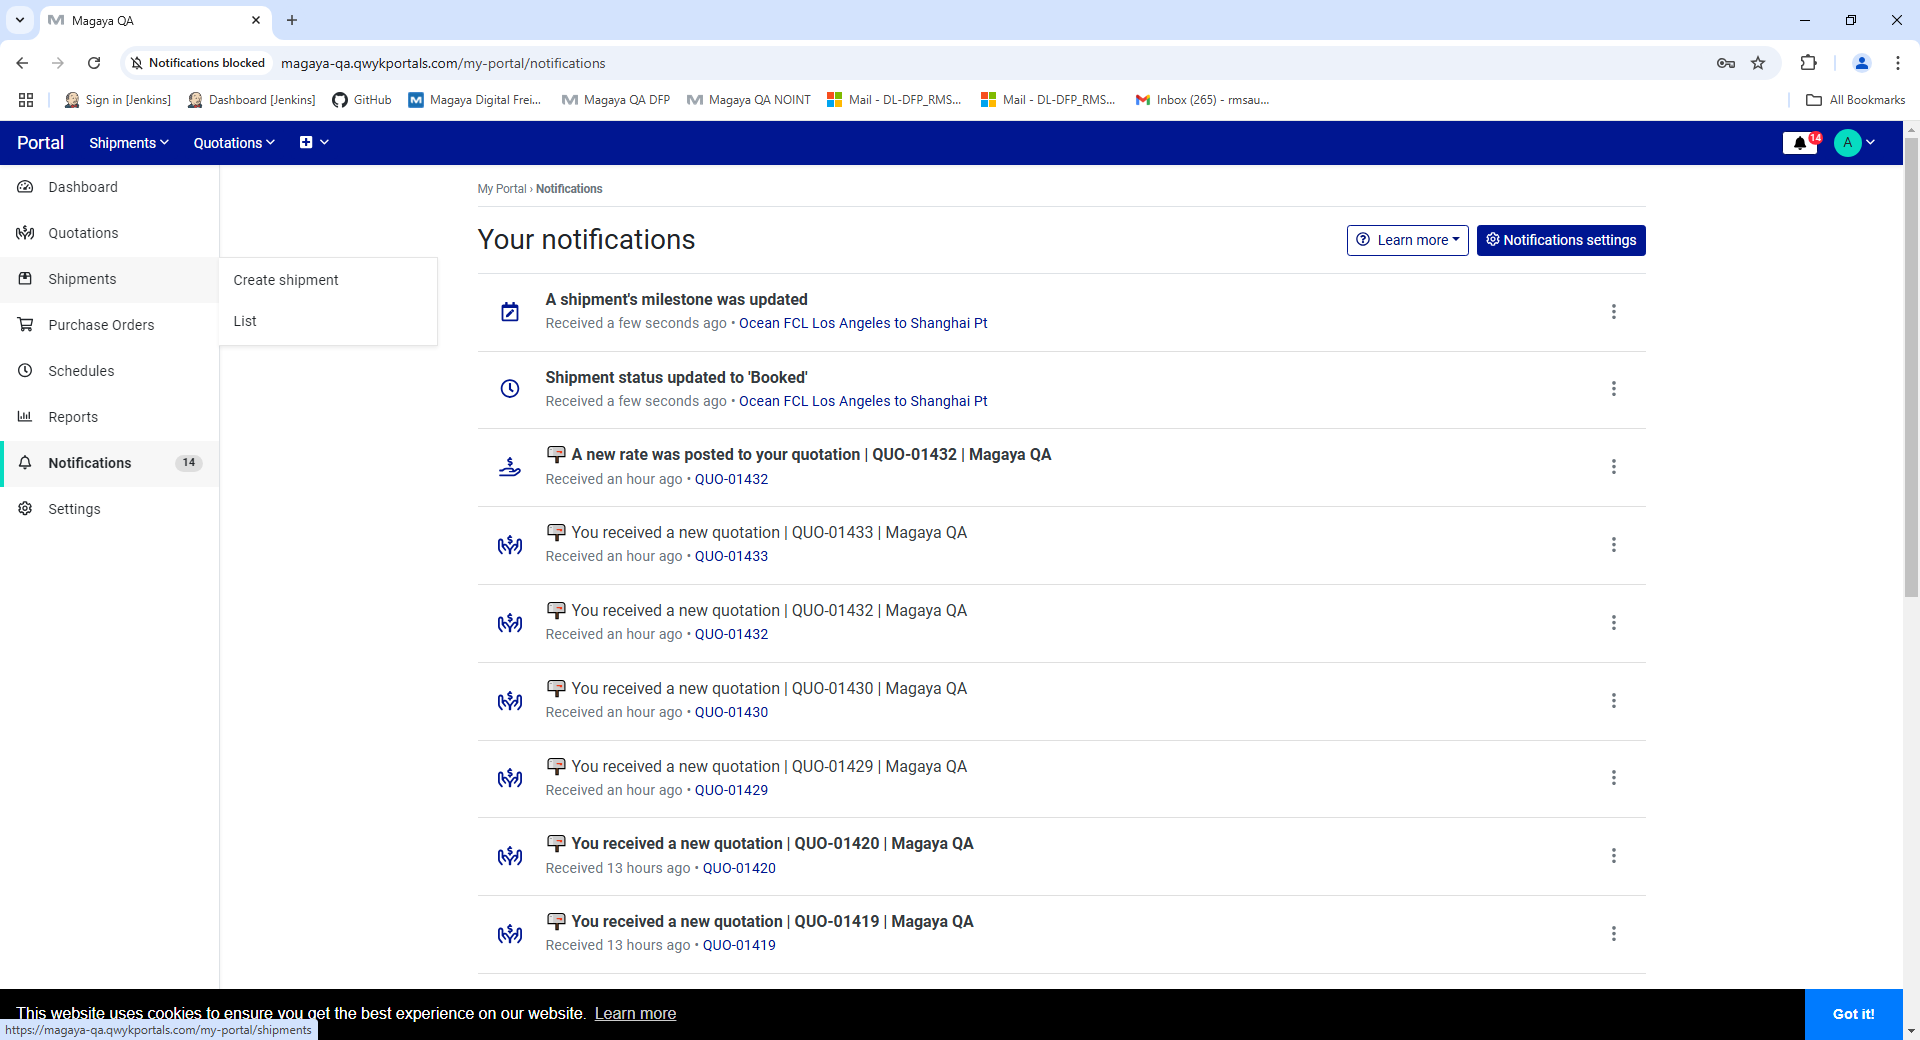 Magaya QA
Notifications blocked
magaya-qa.qwykportals.com/my-portal/notifications
Sign in [Jenkins]
Dashboard [Jenkins]
GitHub
Magaya Digital Frei...
Magaya QA DFP
Magaya QA NOINT
Mail - DL-DFP_RMS...
Mail - DL-DFP_RMS...
Inbox (265) - rmsau...
All Bookmarks
Portal
Shipments
Quotations
14
A
Dashboard
Quotations
Shipments
Purchase Orders
Schedules
Reports
Notifications 14
Settings
Create shipment
List
My Portal › Notifications
Your notifications
Learn more
Notifications settings
A shipment's milestone was updated
Received a few seconds ago • Ocean FCL Los Angeles to Shanghai Pt
Shipment status updated to 'Booked'
Received a few seconds ago • Ocean FCL Los Angeles to Shanghai Pt
A new rate was posted to your quotation | QUO-01432 | Magaya QA
Received an hour ago • QUO-01432
You received a new quotation | QUO-01433 | Magaya QA
Received an hour ago • QUO-01433
You received a new quotation | QUO-01432 | Magaya QA
Received an hour ago • QUO-01432
You received a new quotation | QUO-01430 | Magaya QA
Received an hour ago • QUO-01430
You received a new quotation | QUO-01429 | Magaya QA
Received an hour ago • QUO-01429
You received a new quotation | QUO-01420 | Magaya QA
Received 13 hours ago • QUO-01420
You received a new quotation | QUO-01419 | Magaya QA
Received 13 hours ago • QUO-01419
This website uses cookies to ensure you get the best experience on our website. Learn more
Got it!
https://magaya-qa.qwykportals.com/my-portal/shipments